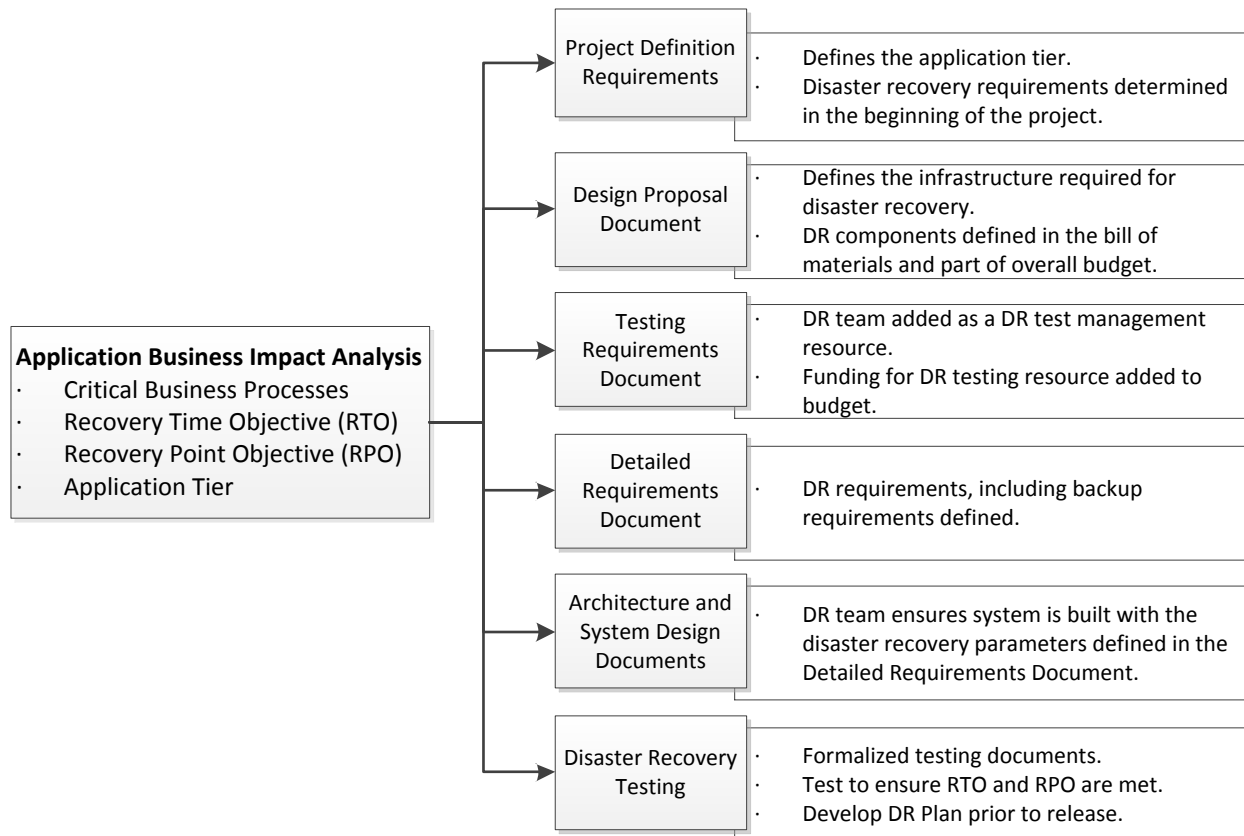 Project Definition
Requirements
· Defines the application tier.
· Disaster recovery requirements determined
in the beginning of the project.
Design Proposal
Document
· Defines the infrastructure required for
disaster recovery.
· DR components defined in the bill of
materials and part of overall budget.
Testing
Requirements
Document
· DR team added as a DR test management
resource.
· Funding for DR testing resource added to
budget.
Application Business Impact Analysis
· Critical Business Processes
· Recovery Time Objective (RTO)
· Recovery Point Objective (RPO)
· Application Tier
Detailed
Requirements
Document
· DR requirements, including backup
requirements defined.
Architecture and
System Design
Documents
· DR team ensures system is built with the
disaster recovery parameters defined in the
Detailed Requirements Document.
Disaster Recovery
Testing
· Formalized testing documents.
· Test to ensure RTO and RPO are met.
· Develop DR Plan prior to release.